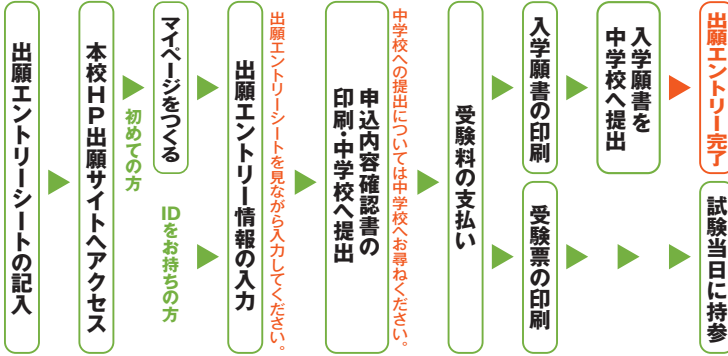 出願エントリーシートの記入
本校HP出願サイトへアクセス
初めての方
マイページをつくる
IDをお持ちの方
出願エントリー情報の入力
出願エントリーシートを見ながら入力してください。
申込内容確認書の
印刷・中学校へ提出
中学校への提出については中学校へお尋ねください。
受験料の支払い
入学願書の印刷
入学願書を
中学校へ提出
出願エントリー完了
受験票の印刷
試験当日に持参